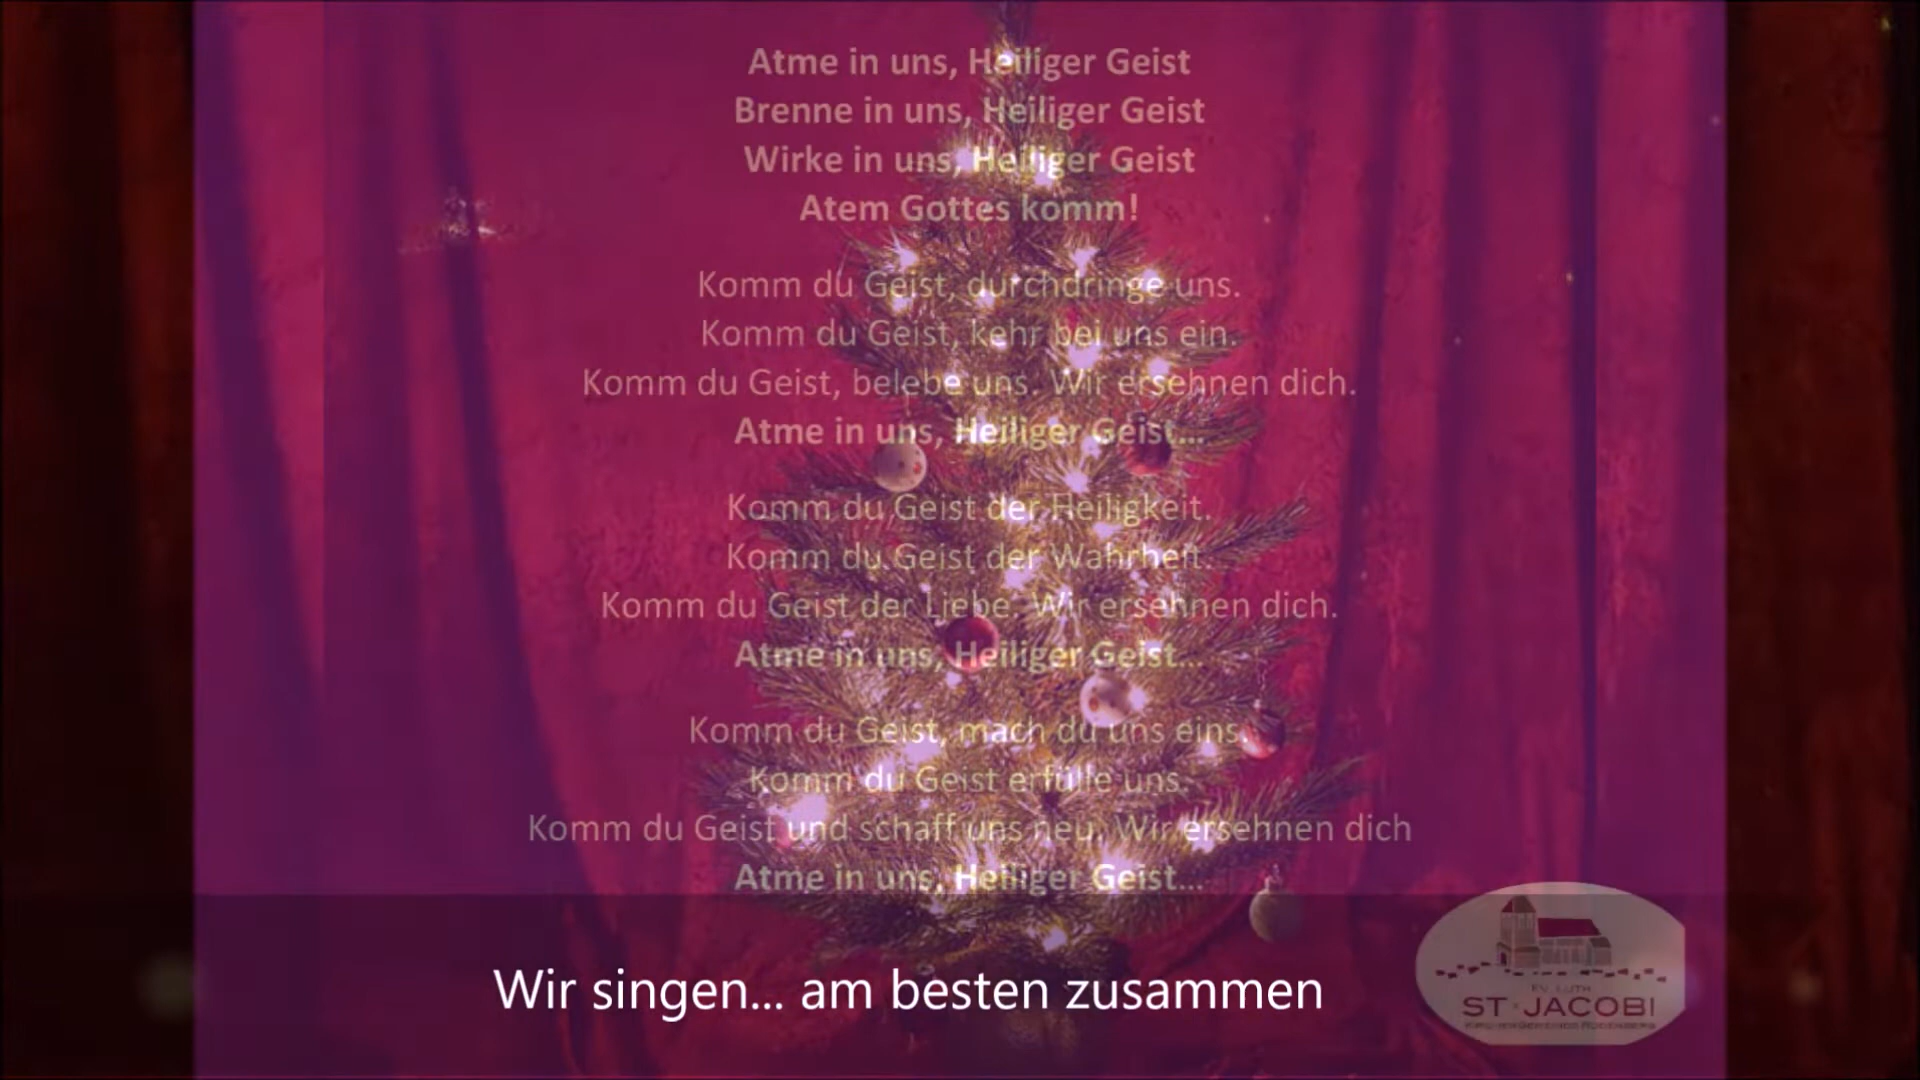 Atme in uns, Heiliger Geist
Brenne in uns, Heiliger Geist
Wirke in uns, Heiliger Geist
Atem Gottes komm!
Komm du Geist, durchdringe uns.
Komm du Geist, kehr bei uns ein.
Komm du Geist, belebe uns. Wir ersehnen dich.
Atme in uns, Heiliger Geist...
Komm du Geist der Heiligkeit.
Komm du Geist der Wahrheit.
Komm du Geist der Liebe. Wir ersehnen dich.
Atme in uns, Heiliger Geist...
Komm du Geist, mach du uns eins.
Komm du Geist erfülle uns.
Komm du Geist und schaff uns neu. Wir ersehnen dich
Atme in uns, Heiliger Geist...
Wir singen... am besten zusammen
EV. LUTH.
ST. JACOBI
KIRCHENGEMEINDE RODENBERG